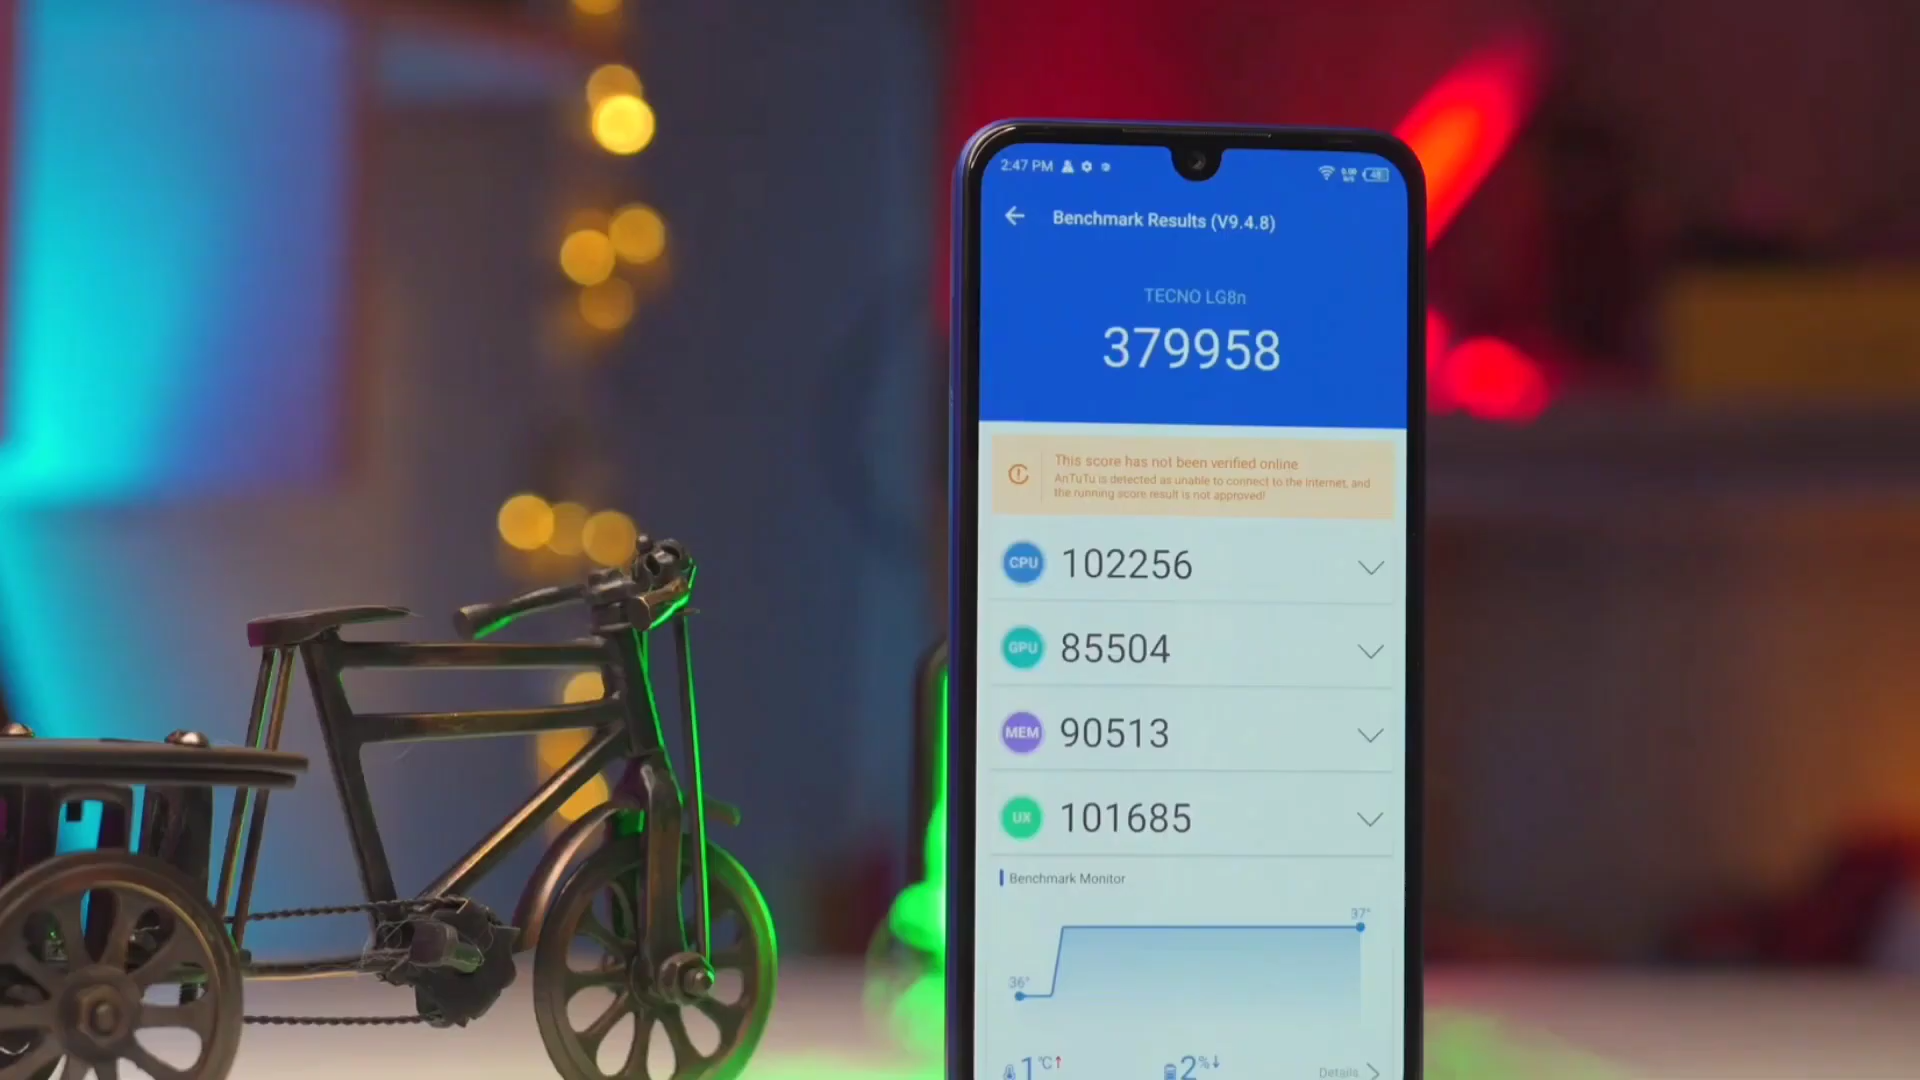 2:47 PM
48
Benchmark Results (V9.4.8)
TECNO LG8n
379958
This score has not been verified online
AnTuTu is detected as unable to connect to the Internet, and
the running score result is not approved!
CPU 102256
GPU 85504
MEM 90513
UX 101685
Benchmark Monitor
37°
36°
1°C↑ 2%↓ Details